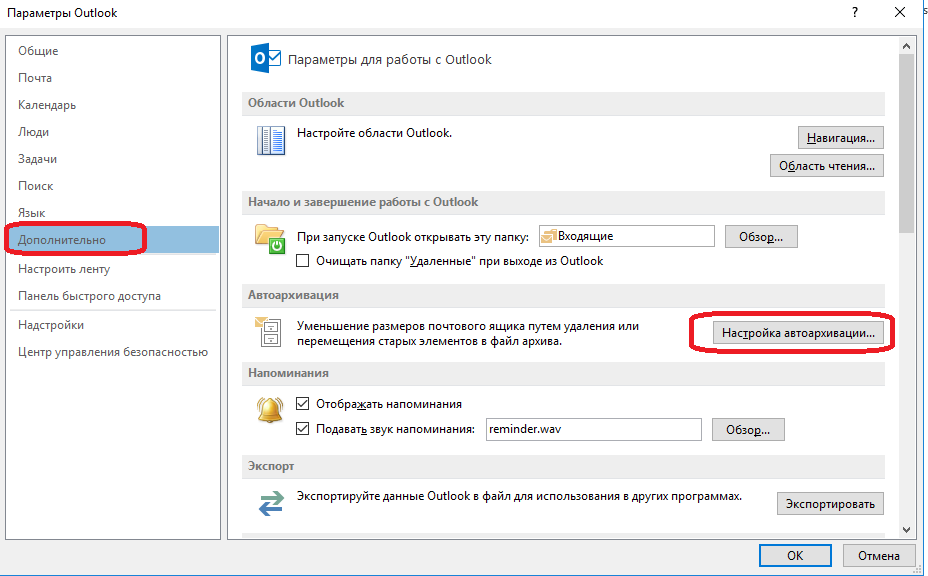 Параметры Outlook
?
s
Общие
Почта
Календарь
Люди
Задачи
Поиск
Язык
Дополнительно
Настроить ленту
Панель быстрого доступа
Надстройки
Центр управления безопасностью
Параметры для работы с Outlook
Области Outlook
Настройте области Outlook.
Навигация...
Область чтения...
Начало и завершение работы с Outlook
При запуске Outlook открывать эту папку:
Входящие
Обзор...
Очищать папку "Удаленные" при выходе из Outlook
Автоархивация
Уменьшение размеров почтового ящика путем удаления или
перемещения старых элементов в файл архива.
Настройка автоархивации...
Напоминания
Отображать напоминания
Подавать звук напоминания:
reminder.wav
Обзор...
Экспорт
Экспортируйте данные Outlook в файл для использования в других программах.
Экспортировать
ОК
Отмена